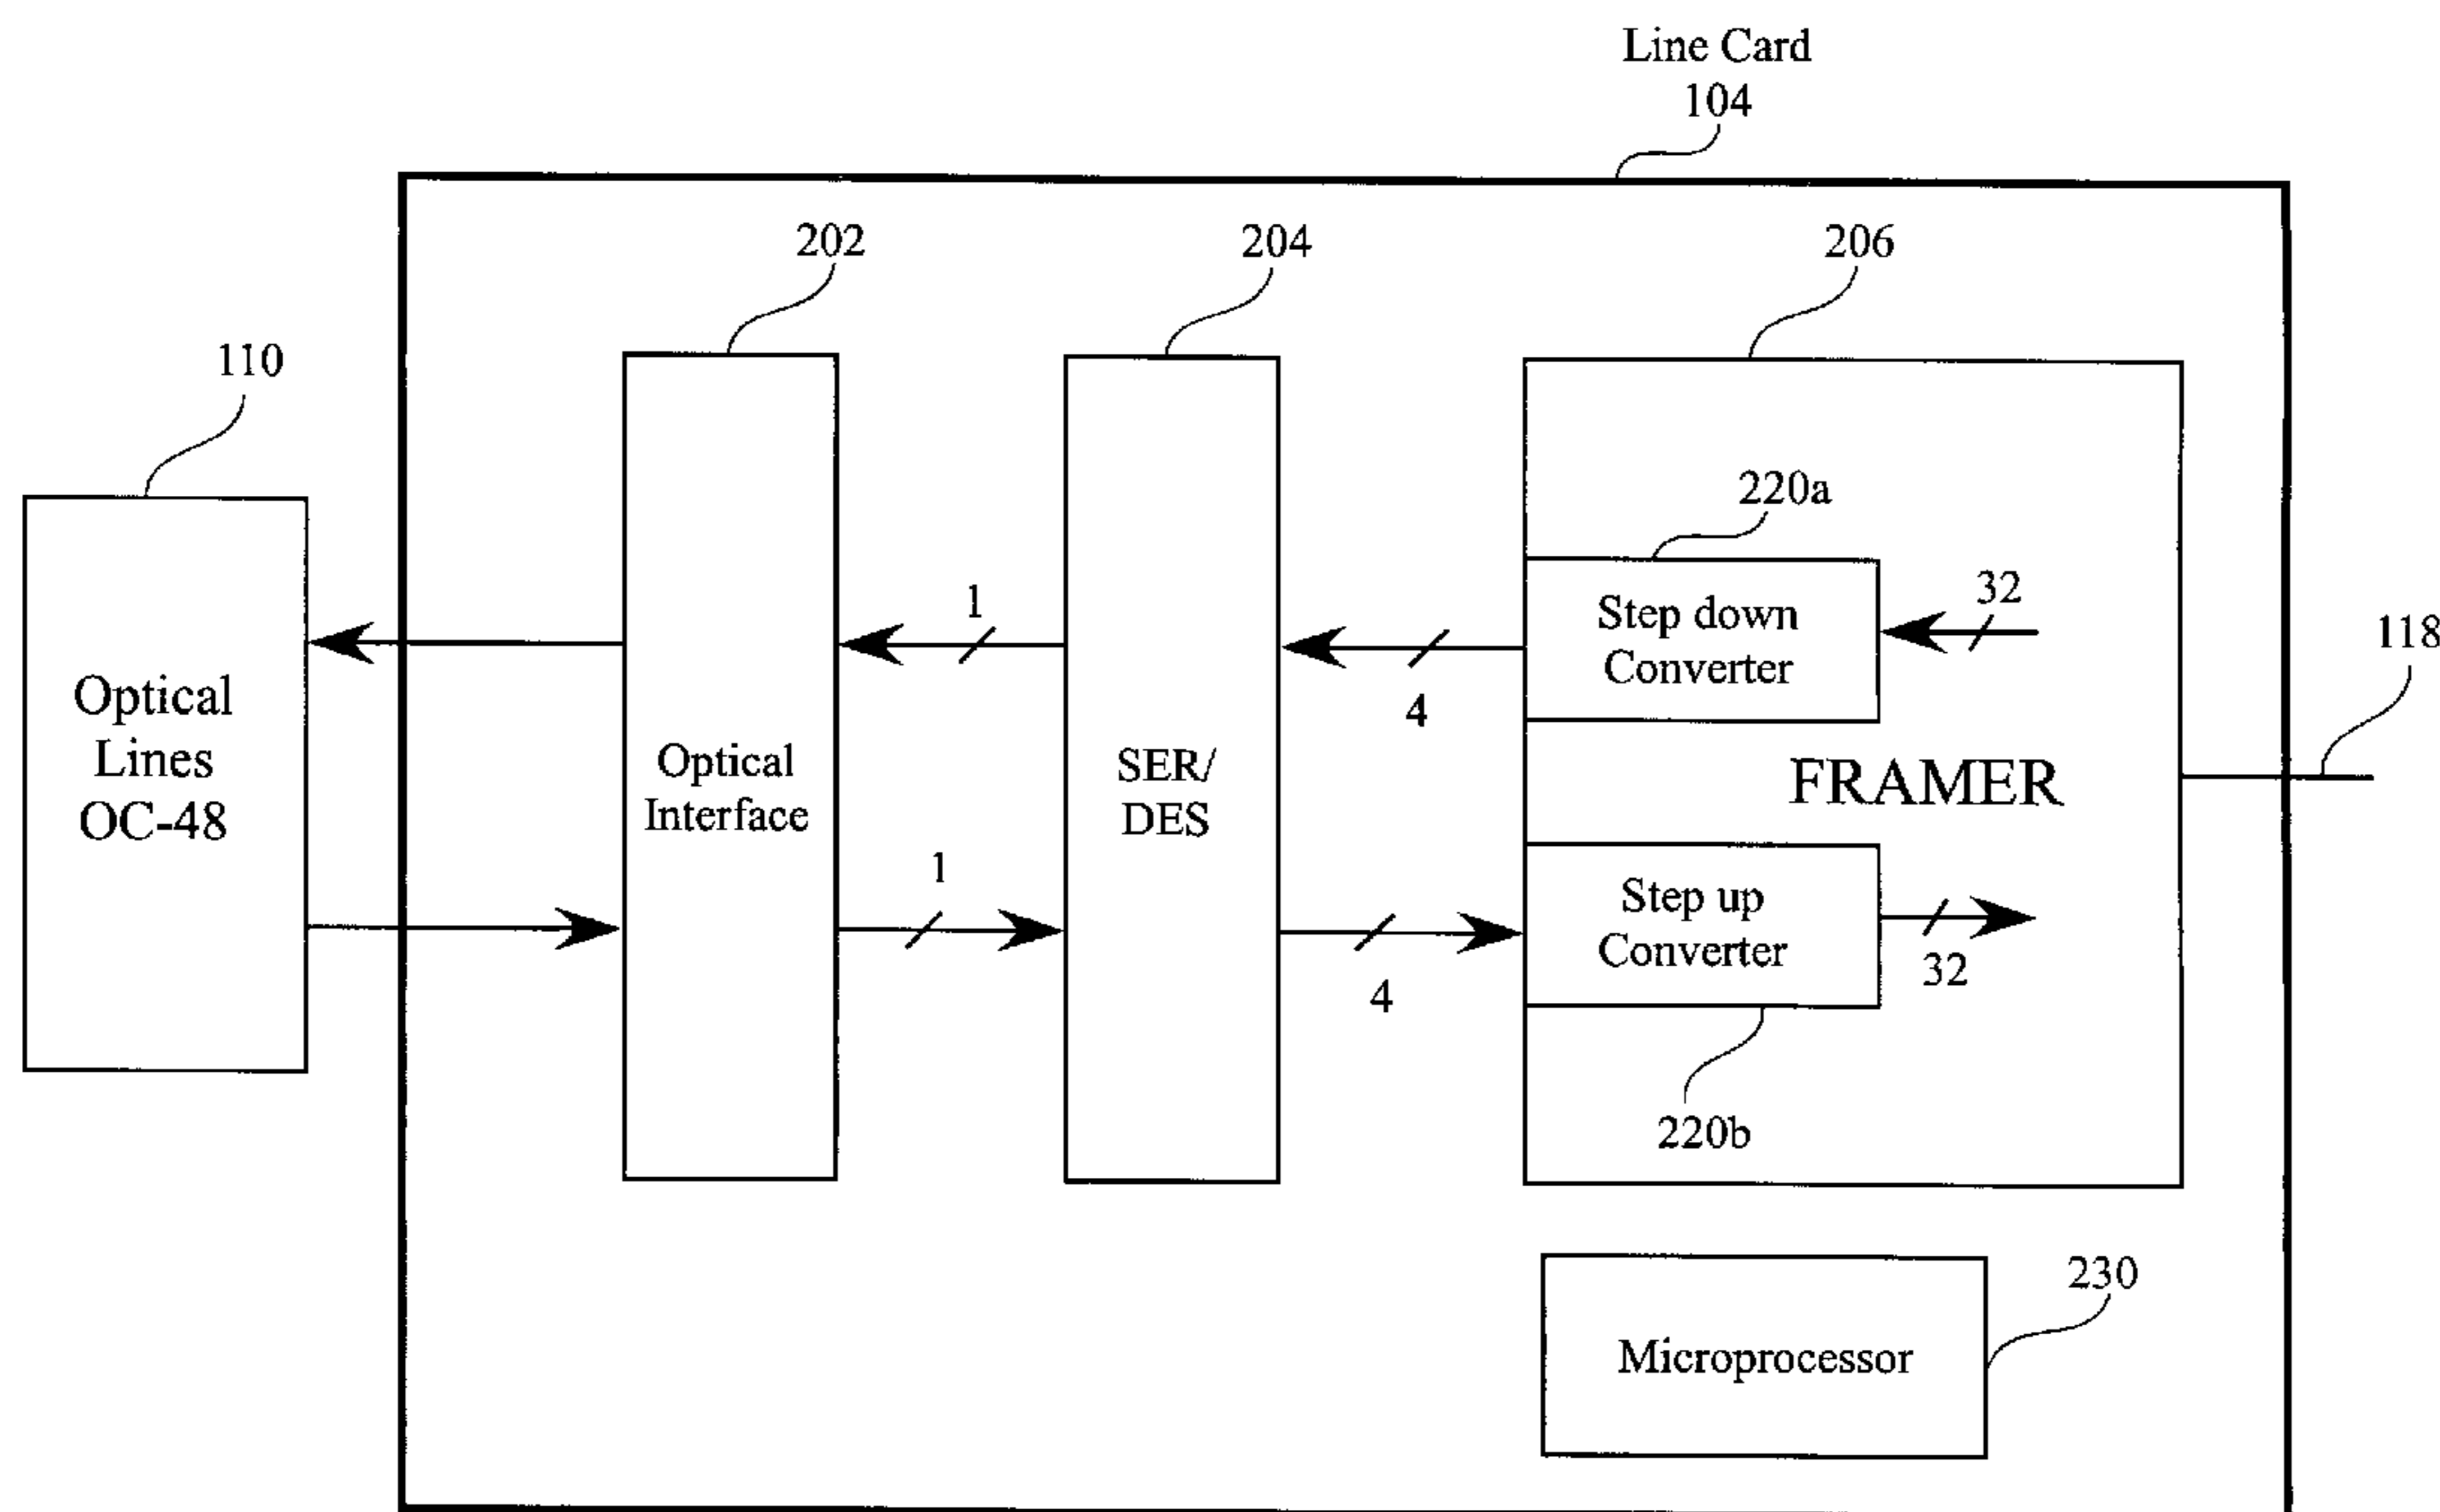 Line Card
104
202
204
206
110
220a
1
32
Step down
Converter
118
4
Optical
Lines
OC-48
Optical
Interface
SER/
DES
FRAMER
1
Step up
Converter
4
32
220b
230
Microprocessor